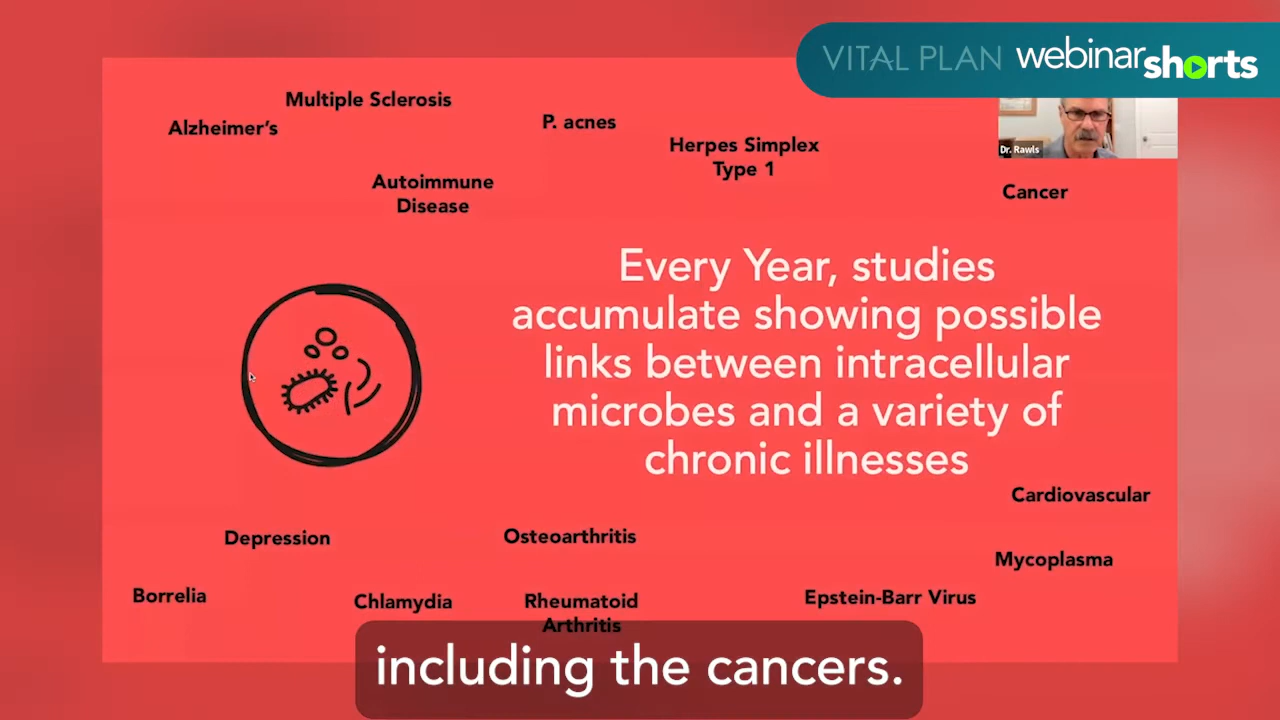 VITAL PLAN webinar shorts
Multiple Sclerosis
Alzheimer's
P. acnes
Herpes Simplex
Type 1
Dr. Rawls
Autoimmune
Disease
Cancer
Every Year, studies
accumulate showing possible
links between intracellular
microbes and a variety of
chronic illnesses
Cardiovascular
Depression
Osteoarthritis
Mycoplasma
Borrelia
Chlamydia
Rheumatoid
Arthritis
Epstein-Barr Virus
including the cancers.